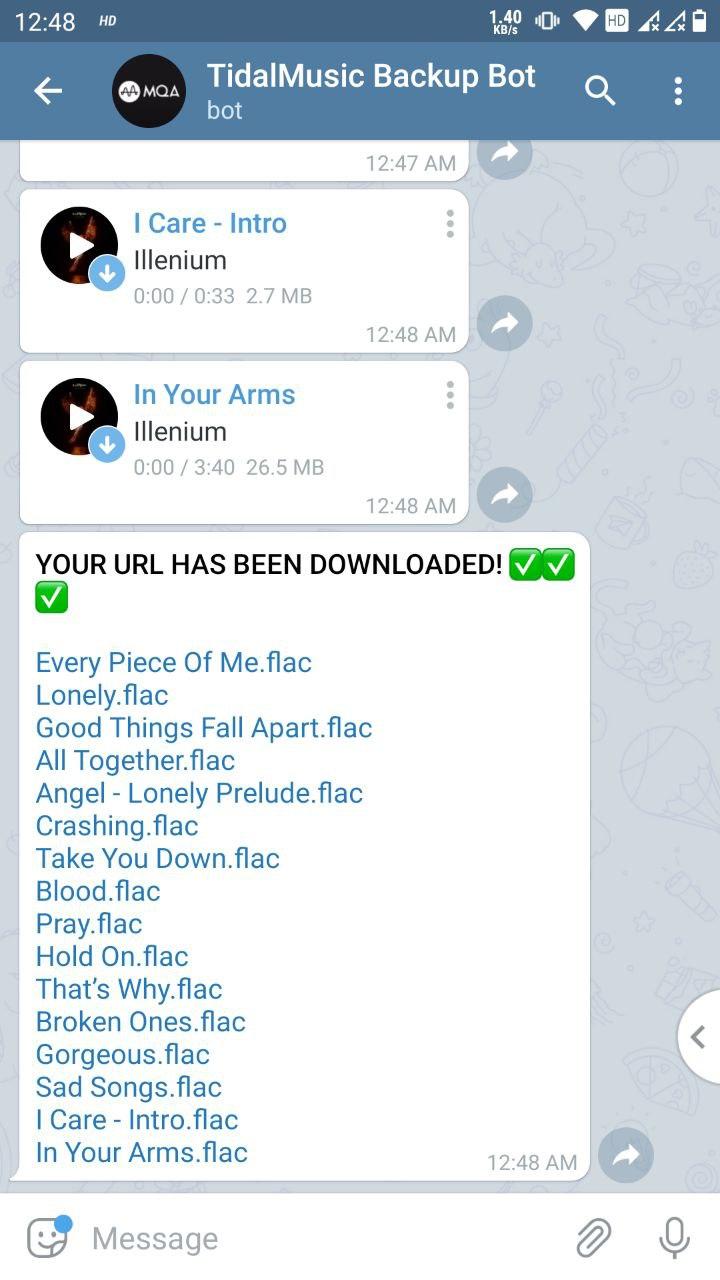 12:48 HD 1.40 KB/s HD
TidalMusic Backup Bot
MQA
bot
12:47 AM
I Care - Intro
Illenium
0:00 / 0:33 2.7 MB
12:48 AM
In Your Arms
Illenium
0:00 / 3:40 26.5 MB
12:48 AM
YOUR URL HAS BEEN DOWNLOADED! ✅✅
✅
Every Piece Of Me.flac
Lonely.flac
Good Things Fall Apart.flac
All Together.flac
Angel - Lonely Prelude.flac
Crashing.flac
Take You Down.flac
Blood.flac
Pray.flac
Hold On.flac
That’s Why.flac
Broken Ones.flac
Gorgeous.flac
Sad Songs.flac
I Care - Intro.flac
In Your Arms.flac
12:48 AM
Message